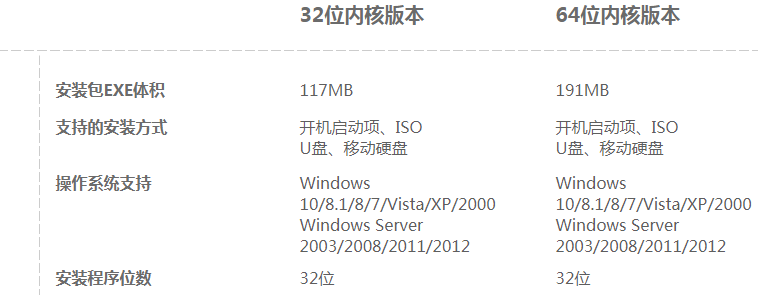 32位内核版本 64位内核版本
安装包EXE体积 117MB 191MB
支持的安装方式 开机启动项、ISO 开机启动项、ISO
U盘、移动硬盘 U盘、移动硬盘
操作系统支持 Windows Windows
10/8.1/8/7/Vista/XP/2000 10/8.1/8/7/Vista/XP/2000
Windows Server Windows Server
2003/2008/2011/2012 2003/2008/2011/2012
安装程序位数 32位 32位